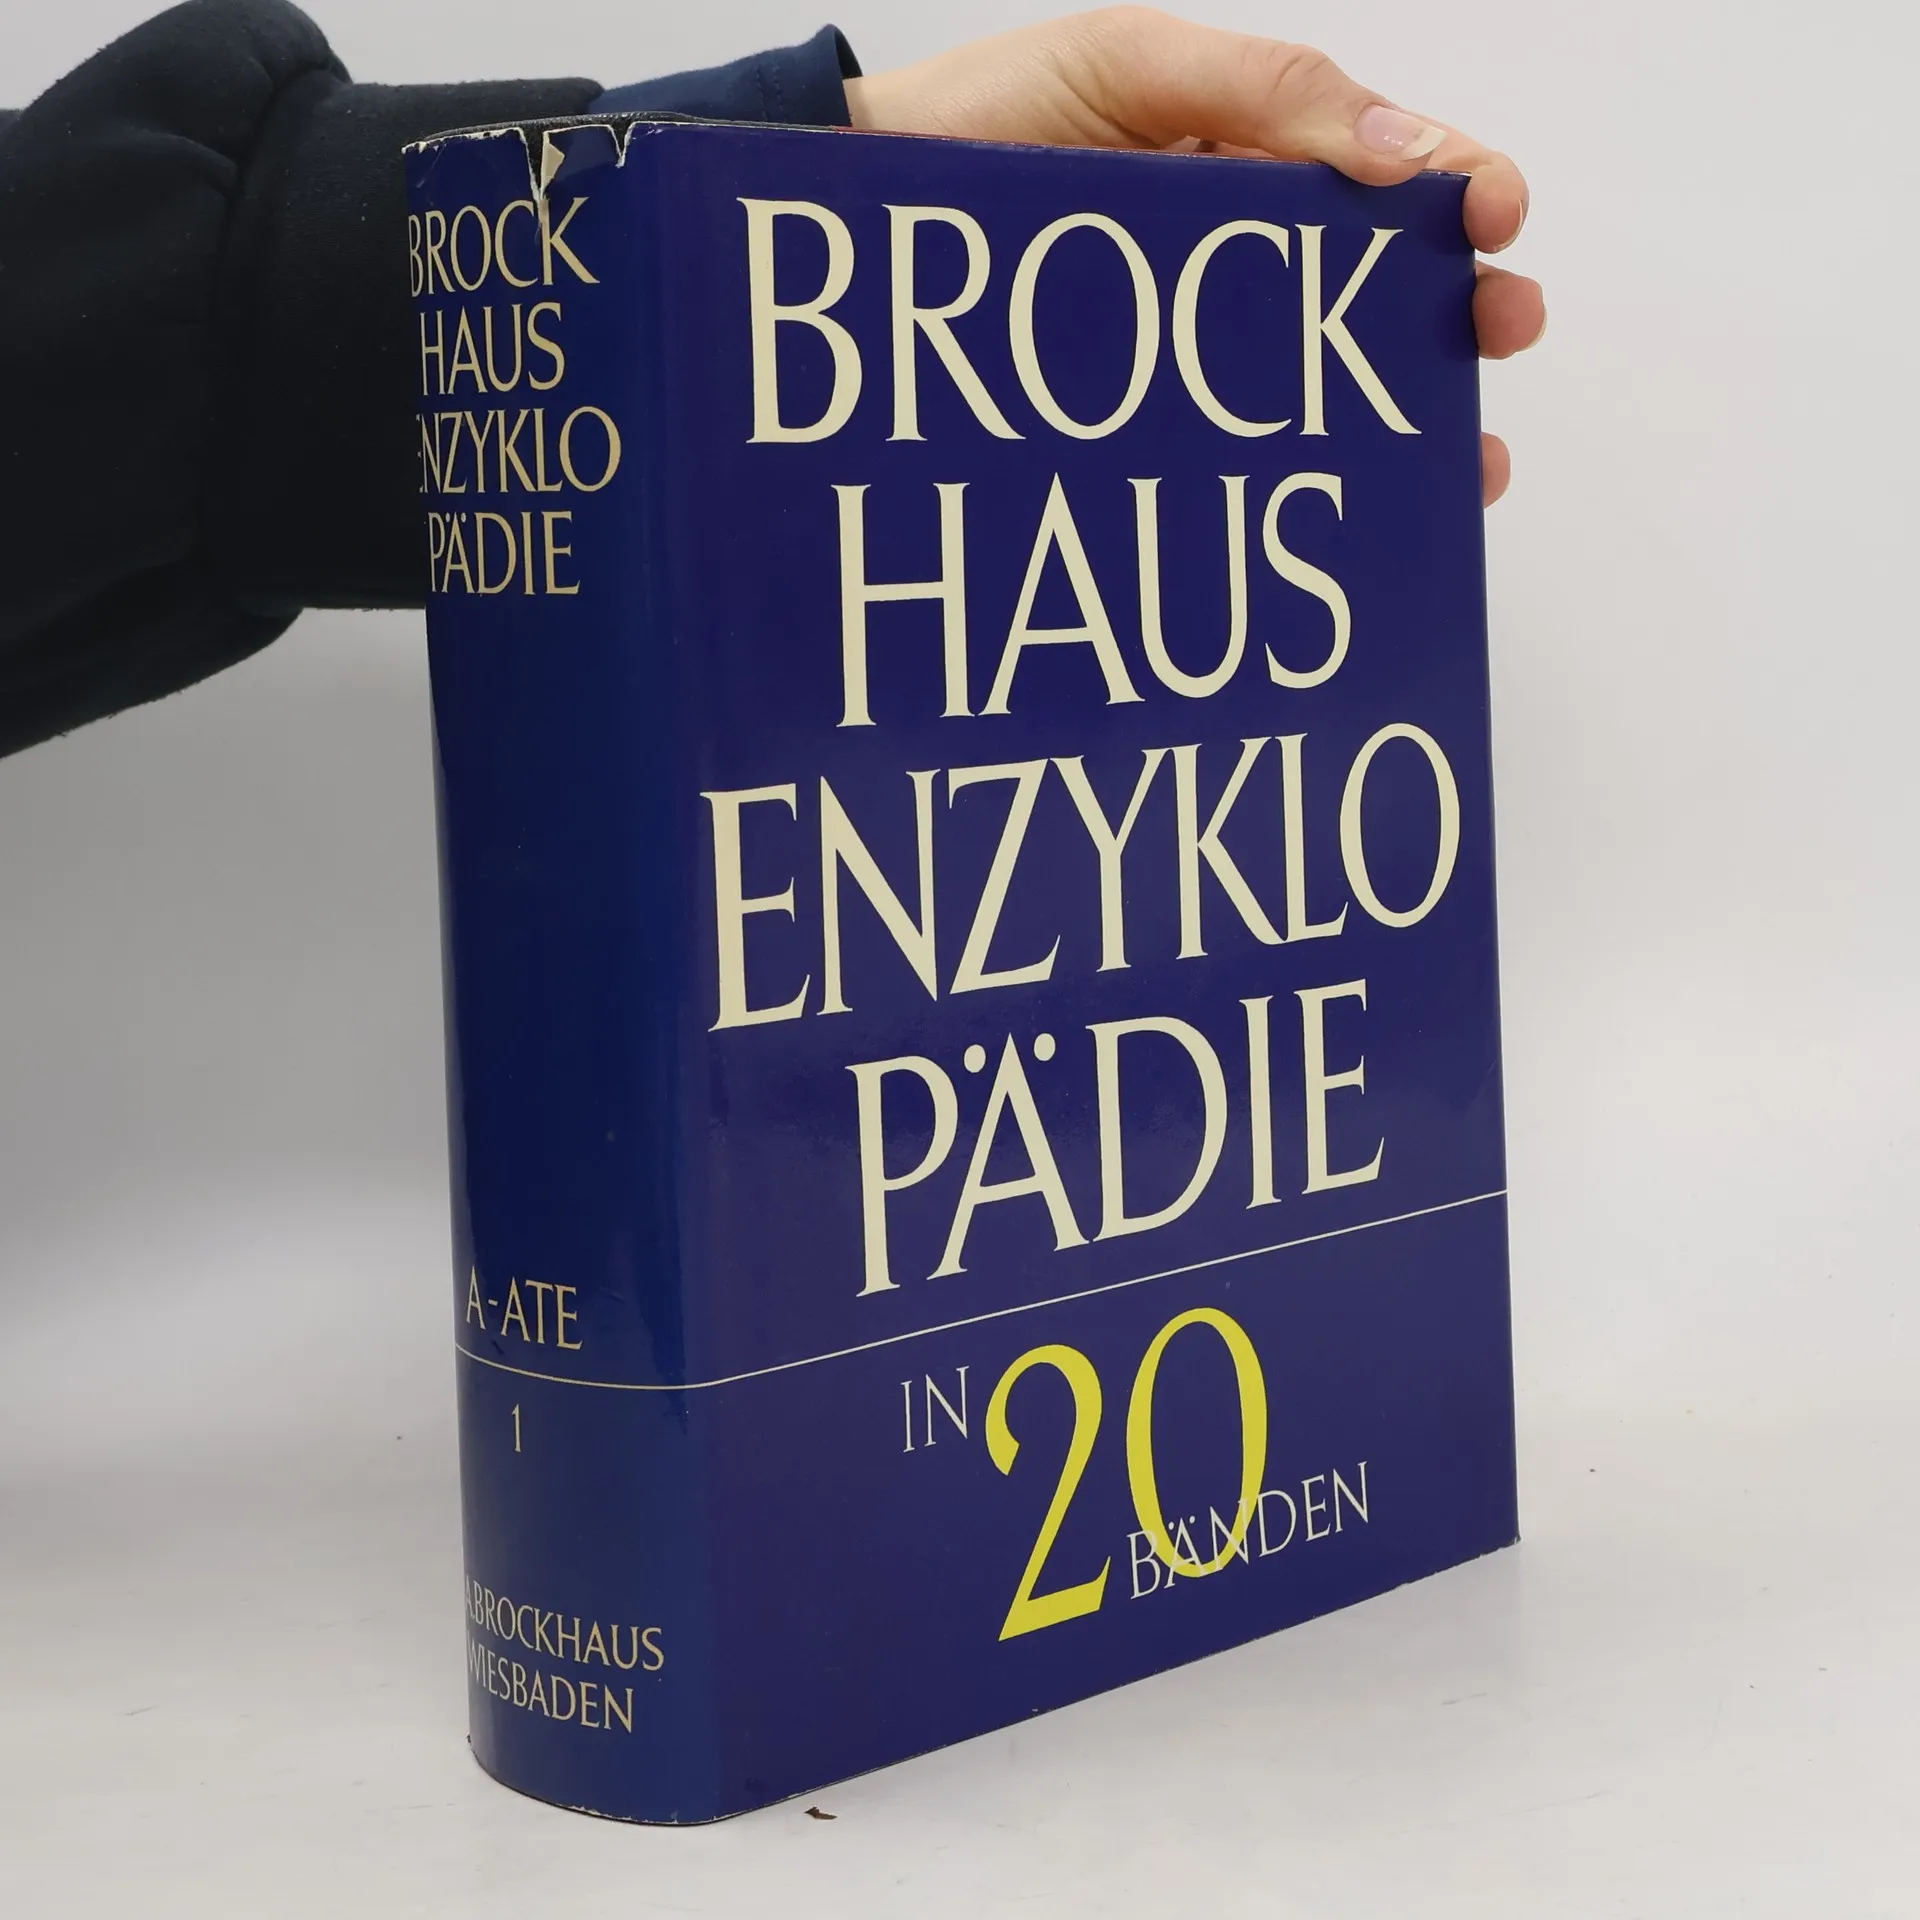 BROCK
HAUS
ENZYKLO
PÄDIE
A-ATE
1
A.BROCKHAUS
WIESBADEN
BROCK
HAUS
ENZYKLO
PÄDIE
IN 20
BÄNDEN